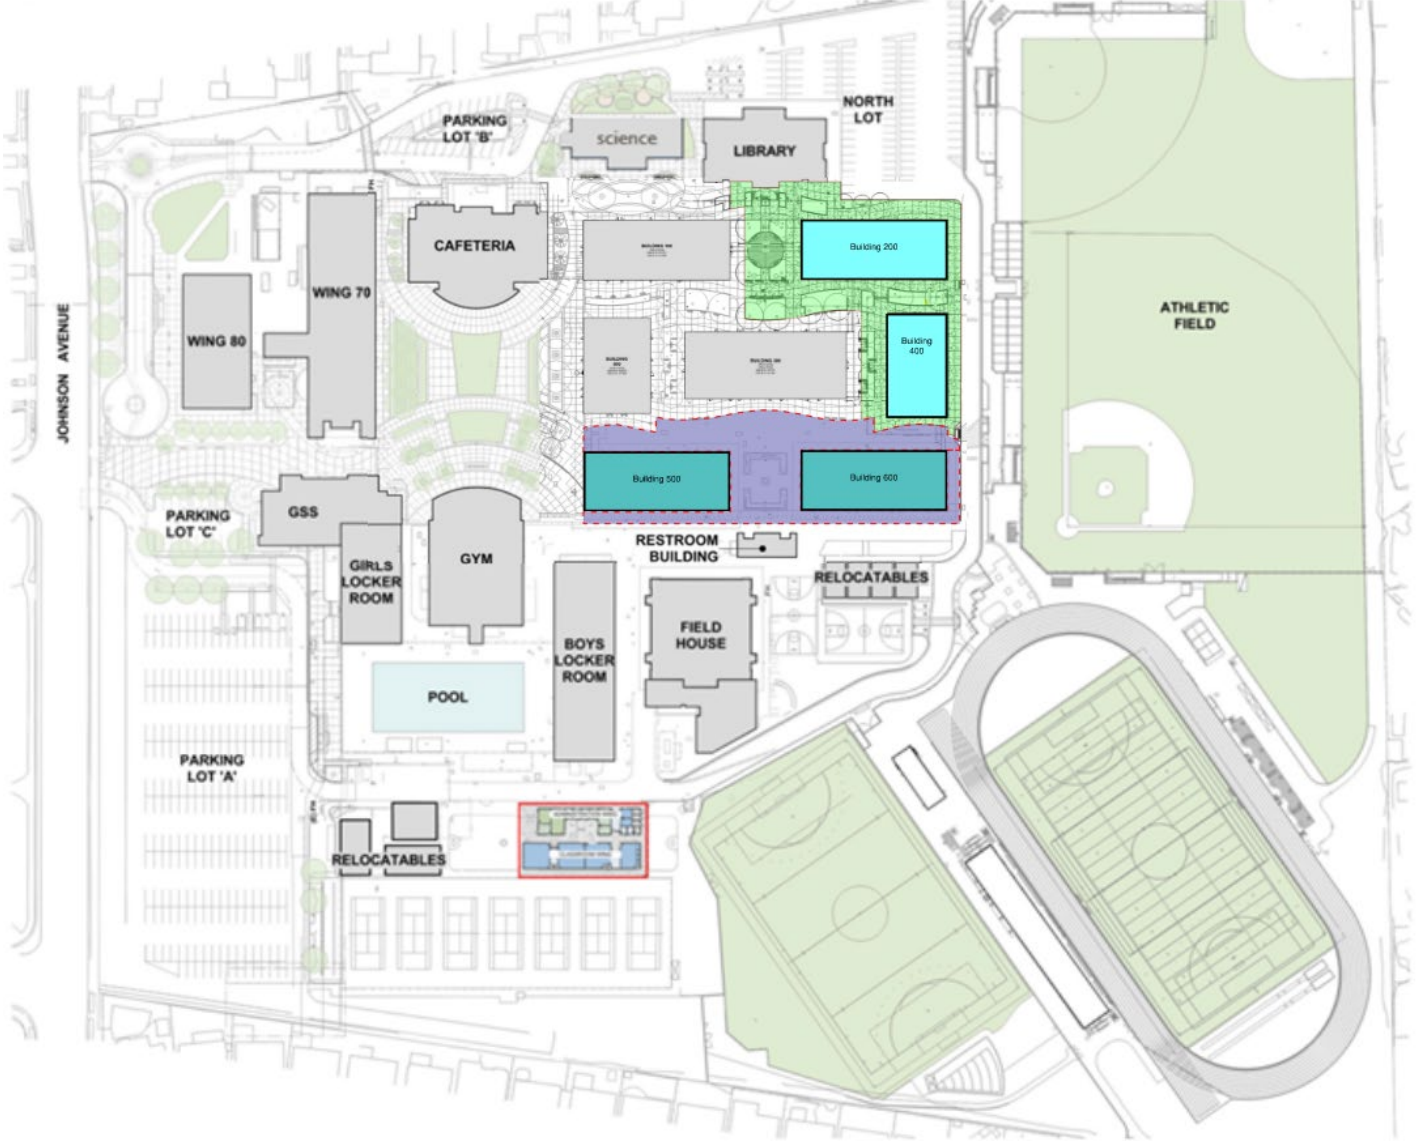 PARKING
LOT 'B'
science
LIBRARY
NORTH
LOT
CAFETERIA
Building 200
WING 70
WING 80
Building
400
ATHLETIC
FIELD
JOHNSON AVENUE
Building 500
Building 600
GSS
PARKING
LOT 'C'
GYM
GIRLS
LOCKER
ROOM
RESTROOM
BUILDING
RELOCATABLES
FIELD
HOUSE
BOYS
LOCKER
ROOM
POOL
PARKING
LOT 'A'
RELOCATABLES